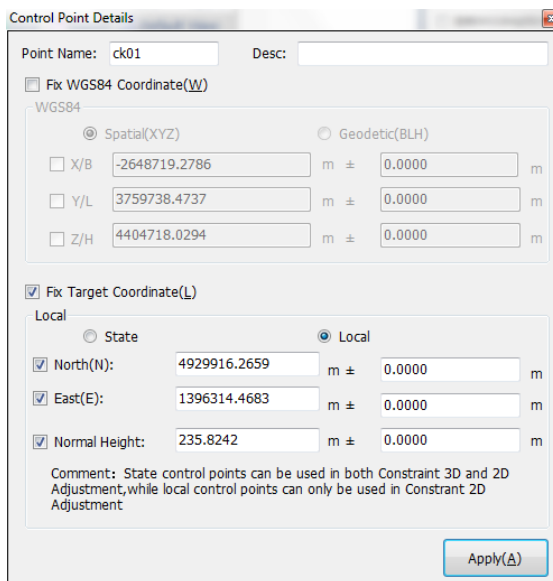 Control Point Details
Point Name: ck01 Desc:
Fix WGS84 Coordinate(W)
WGS84
Spatial(XYZ) Geodetic(BLH)
X/B -2648719.2786 m ± 0.0000 m
Y/L 3759738.4737 m ± 0.0000 m
Z/H 4404718.0294 m ± 0.0000 m
Fix Target Coordinate(L)
Local
State Local
North(N): 4929916.2659 m ± 0.0000 m
East(E): 1396314.4683 m ± 0.0000 m
Normal Height: 235.8242 m ± 0.0000 m
Comment: State control points can be used in both Constraint 3D and 2D
Adjustment,while local control points can only be used in Constrant 2D
Adjustment
Apply(A)